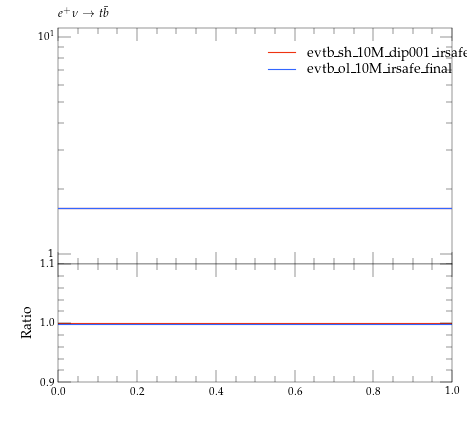 e⁺ν → tb̄
10¹
evtb_sh_10M_dip001_irsafe
evtb_ol_10M_irsafe_final
1
1.1
Ratio
1.0
0.9
0.0 0.2 0.4 0.6 0.8 1.0